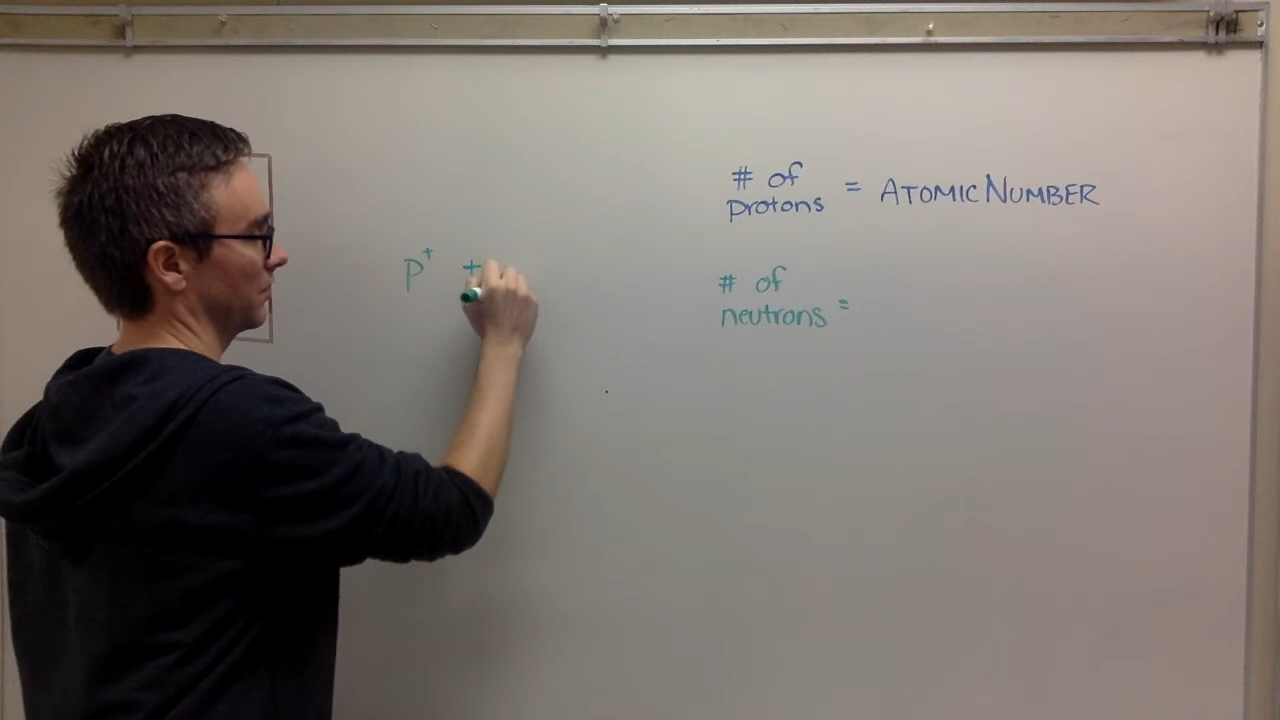 # of
protons = ATOMIC NUMBER
p⁺ +
# of
neutrons =